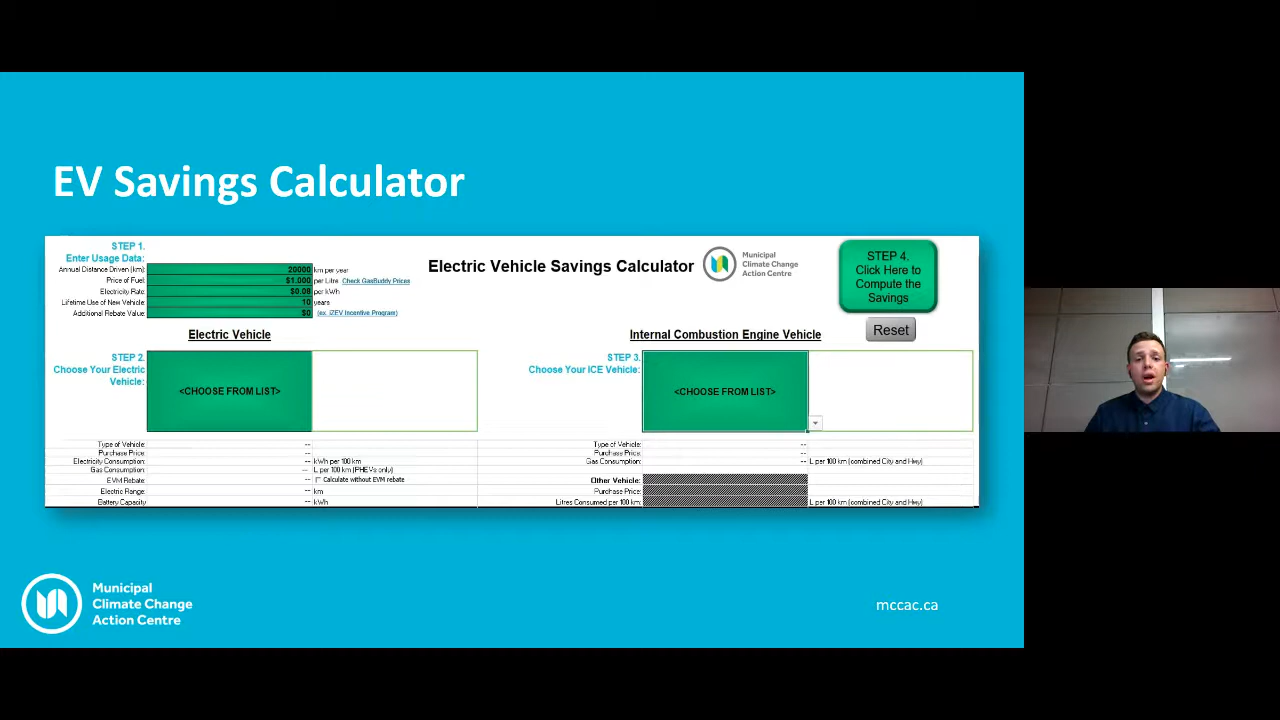 EV Savings Calculator
STEP 1.
Enter Usage Data:
Annual Distance Driven (km): 20000 km per year
Price of Fuel: $1.000 per Litre Check GasBuddy Prices
Electricity Rate: $0.08 per kWh
Lifetime Use of New Vehicle: 10 years
Additional Rebate Value: $0 (ex. iZEV Incentive Program)
Electric Vehicle Savings Calculator
Municipal
Climate Change
Action Centre
STEP 4.
Click Here to
Compute the
Savings
Reset
Electric Vehicle
Internal Combustion Engine Vehicle
STEP 2.
Choose Your Electric
Vehicle:
<CHOOSE FROM LIST>
STEP 3.
Choose Your ICE Vehicle:
<CHOOSE FROM LIST>
Type of Vehicle: --
Purchase Price: --
Electricity Consumption: -- kWh per 100 km
Gas Consumption: -- L per 100 km (PHEVs only)
EVM Rebate: -- Calculate without EVM rebate
Electric Range: -- km
Battery Capacity -- kWh
Type of Vehicle: --
Purchase Price: --
Gas Consumption: -- L per 100 km (combined City and Hwy)
Other Vehicle:
Purchase Price:
Litres Consumed per 100 km: L per 100 km (combined City and Hwy)
Municipal
Climate Change
Action Centre
mccac.ca